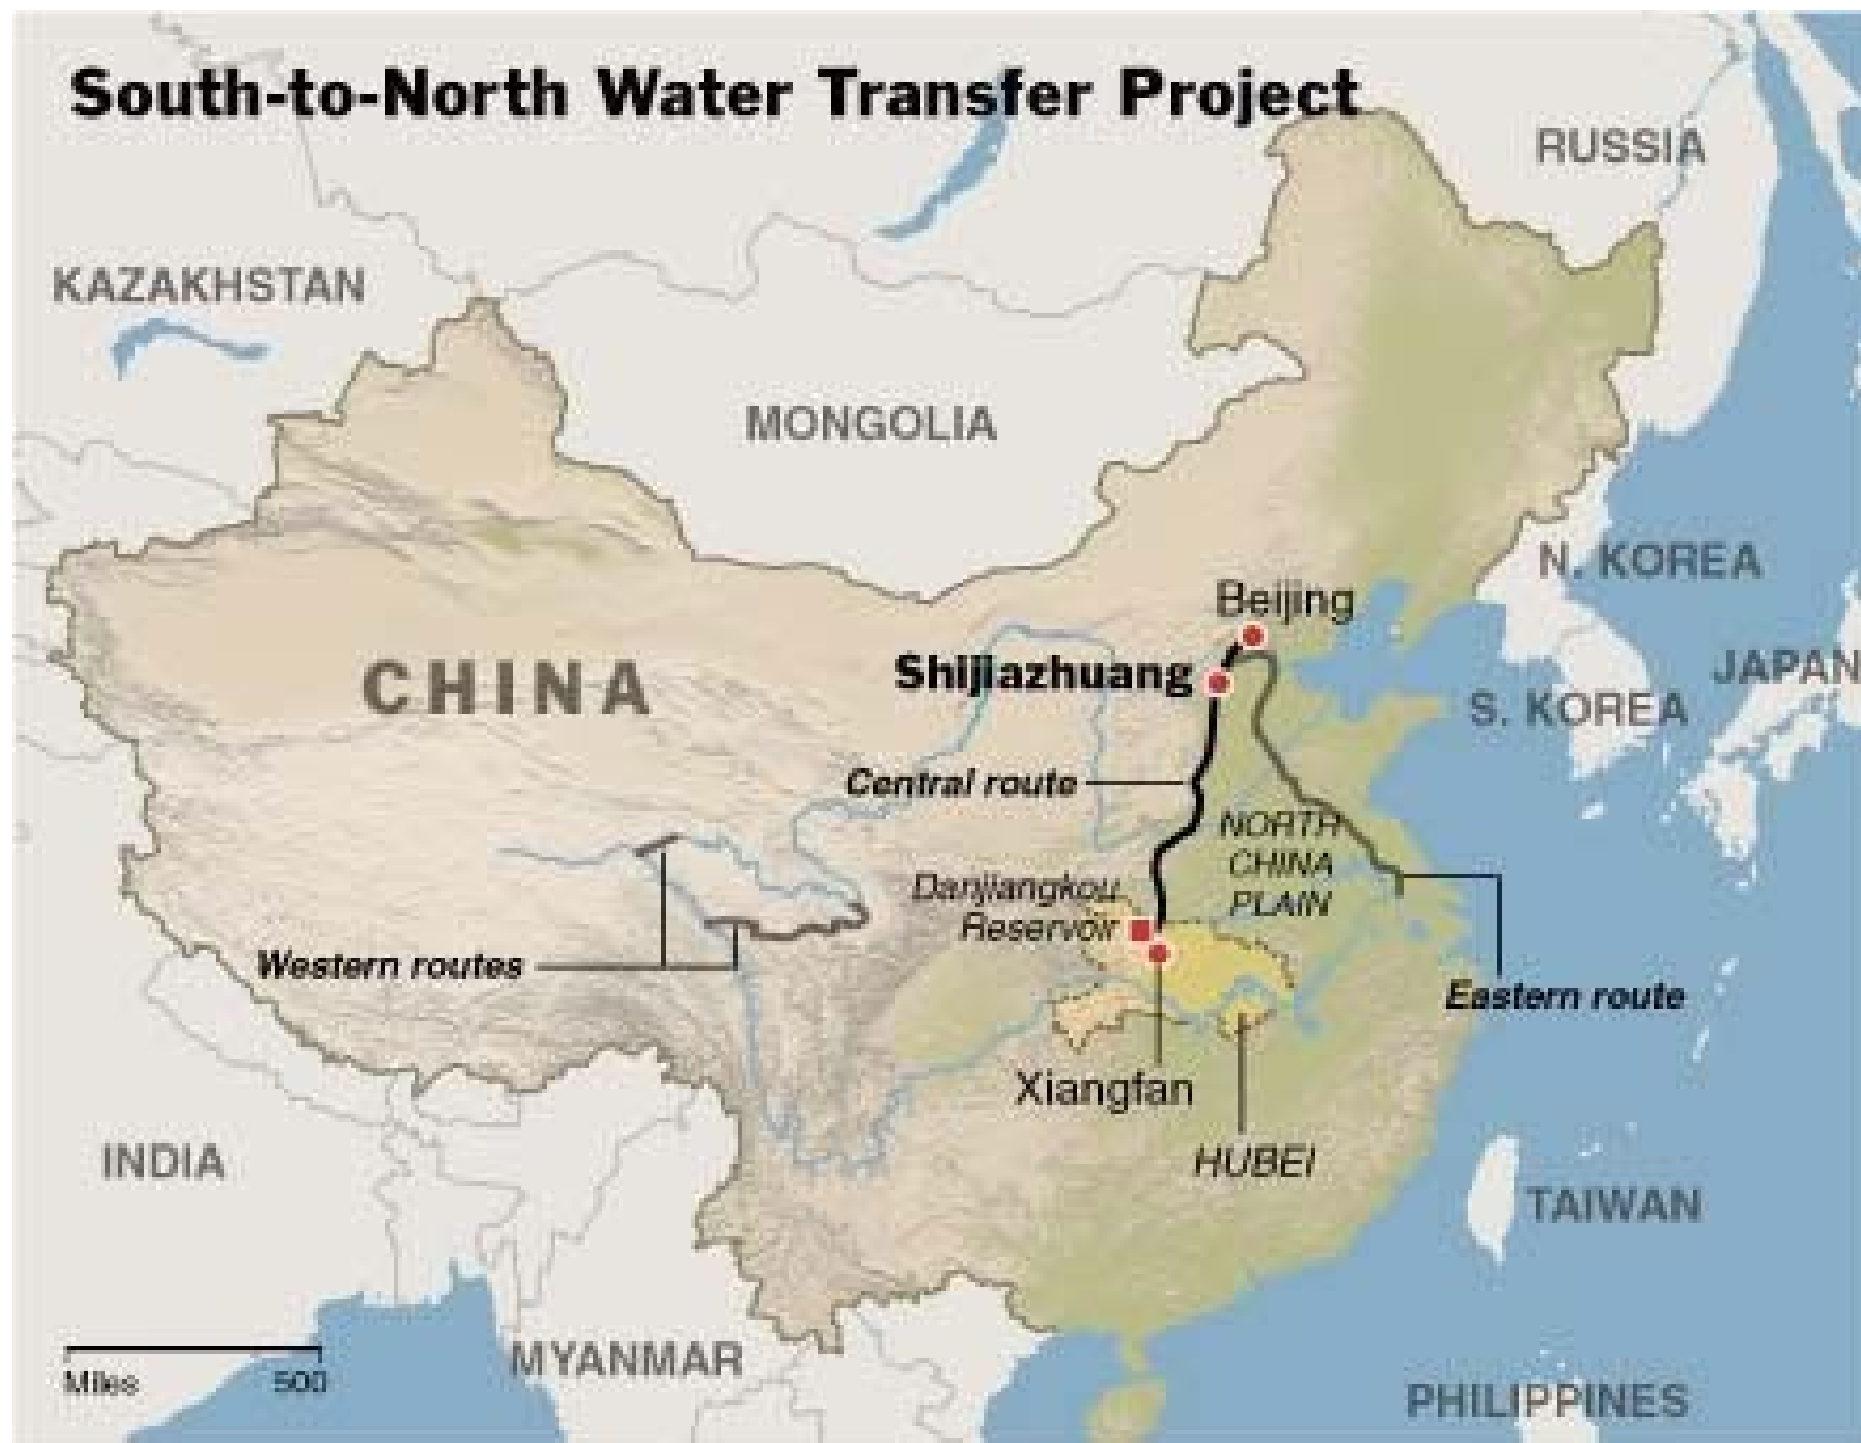 South-to-North Water Transfer Project
RUSSIA
KAZAKHSTAN
MONGOLIA
N. KOREA
Beijing
JAPAN
Shijiazhuang
CHINA
S. KOREA
Central route
NORTH
CHINA
PLAIN
Danjiangkou
Reservoir
Western routes
Eastern route
Xiangfan
INDIA
HUBEI
TAIWAN
MYANMAR
Miles 500
PHILIPPINES